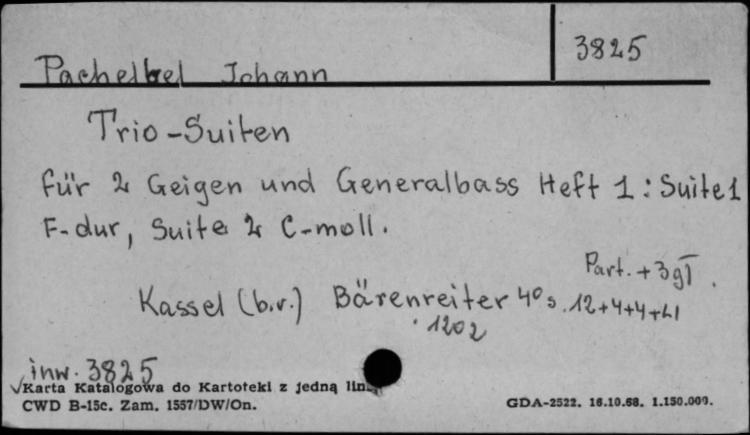 3825
Pachelbel Johann
Trio-Suiten
für 2 Geigen und Generalbass Heft 1: Suite 1
F-dur, Suite 2 C-moll.
Part. + 3 gł.
Kassel (b.r.) Bärenreiter 4° s. 12+4+4+4
1202
inw. 3825
Karta Katalogowa do Kartoteki z jedną
CWD B-15c. Zam. 1557/DW/On.
GDA-2522. 16.10.68. 1.150.000.